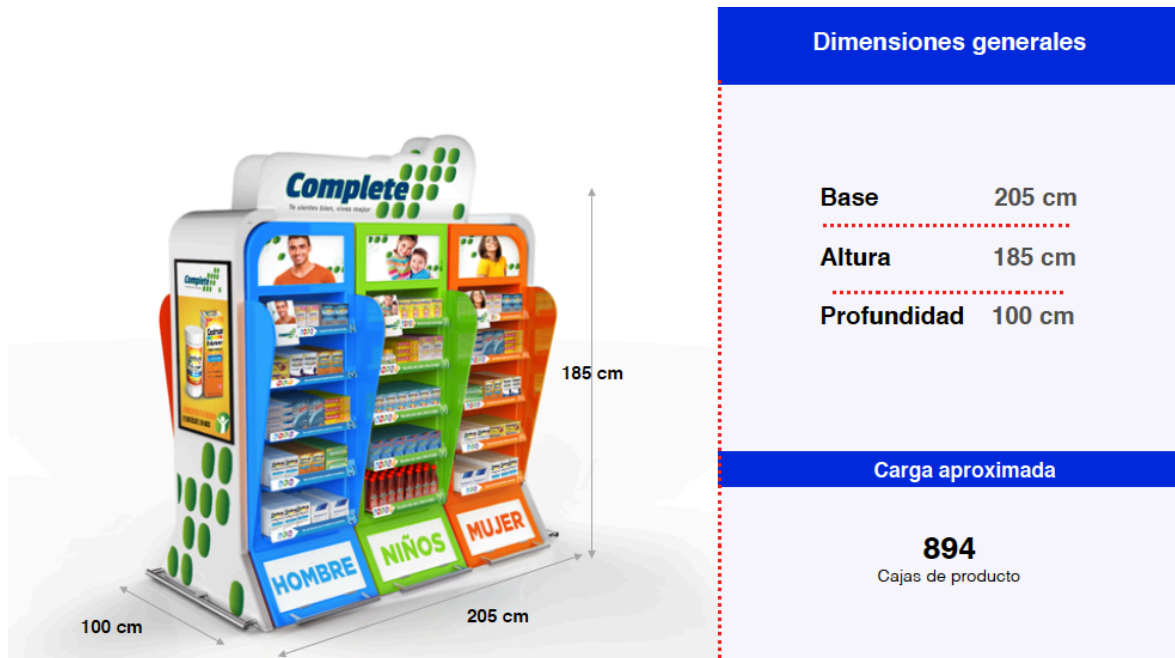 Dimensiones generales
Complete
Te sientes bien, vives mejor
Complete
Base 205 cm
Altura 185 cm
Profundidad 100 cm
185 cm
Carga aproximada
894
Cajas de producto
HOMBRE
NIÑOS
MUJER
100 cm
205 cm